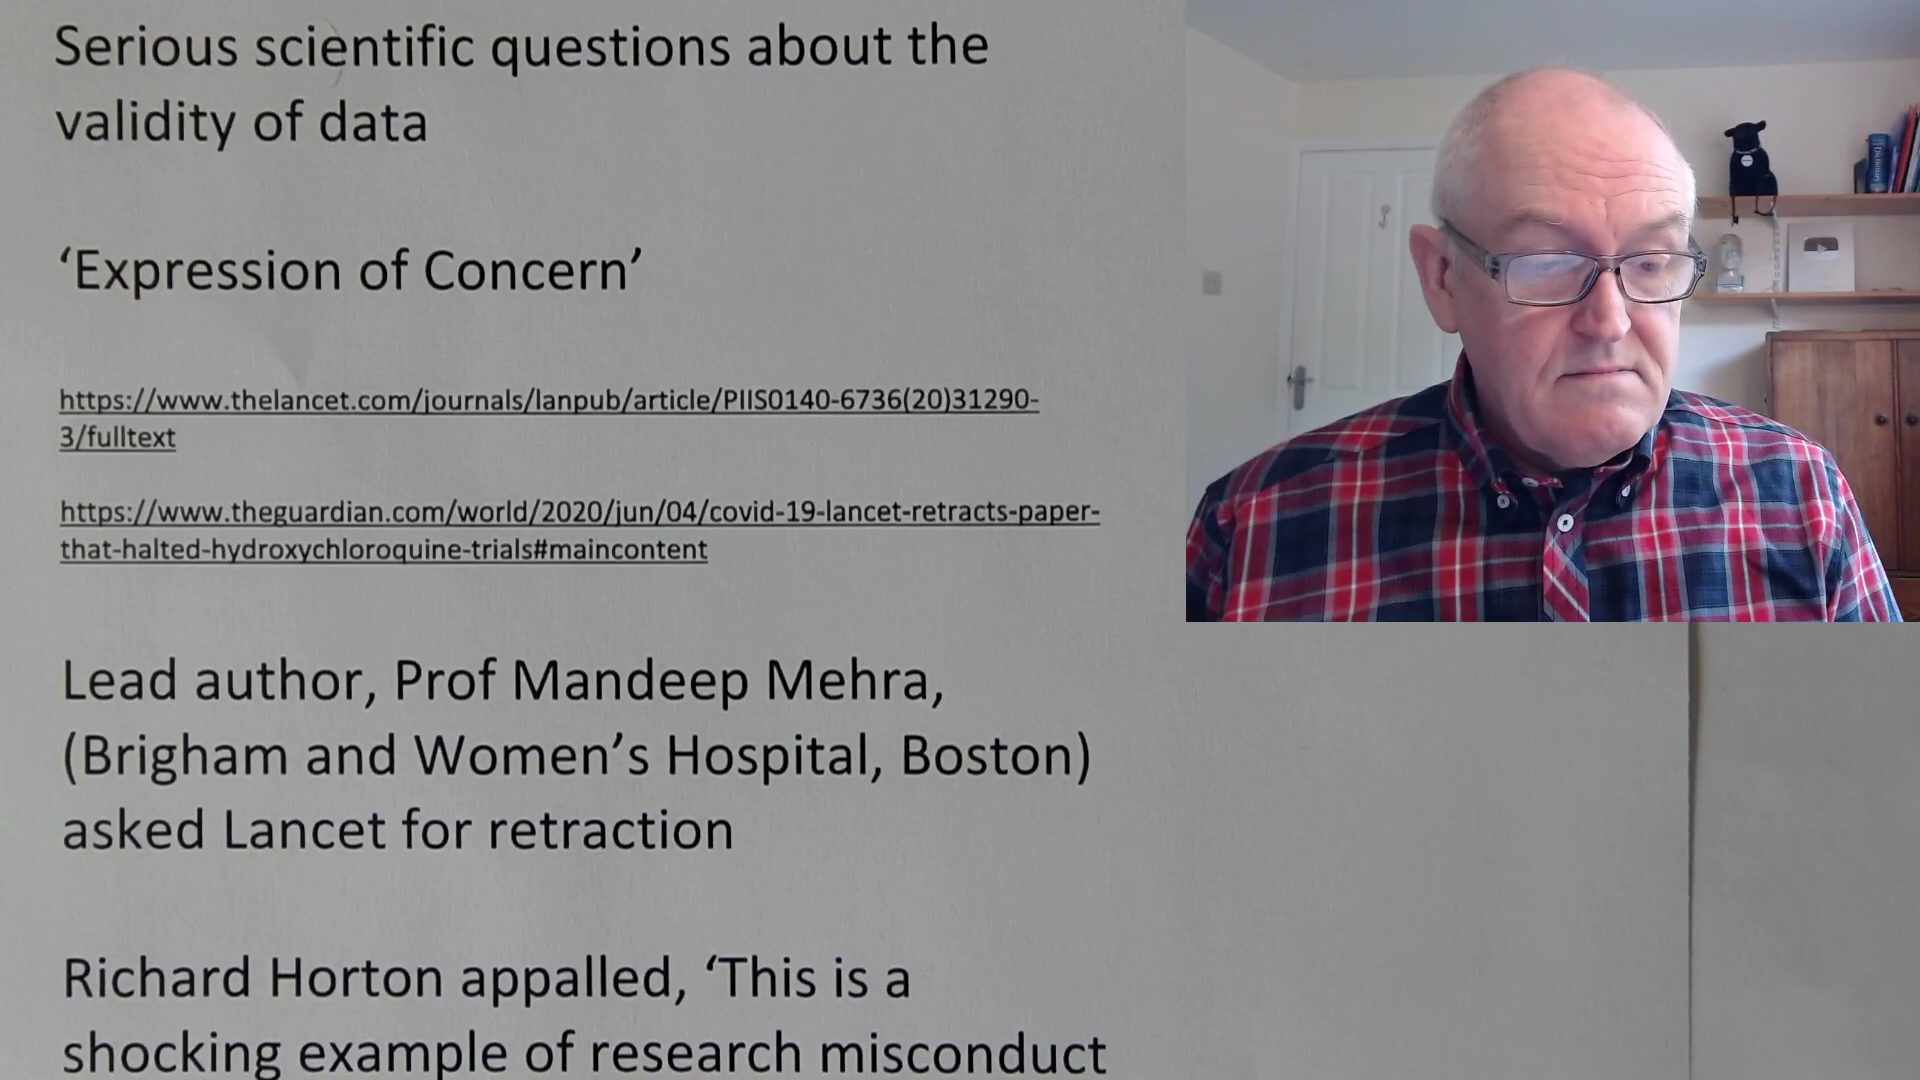 Serious scientific questions about the
validity of data
‘Expression of Concern’
https://www.thelancet.com/journals/lanpub/article/PIIS0140-6736(20)31290-
3/fulltext
https://www.theguardian.com/world/2020/jun/04/covid-19-lancet-retracts-paper-
that-halted-hydroxychloroquine-trials#maincontent
Lead author, Prof Mandeep Mehra,
(Brigham and Women’s Hospital, Boston)
asked Lancet for retraction
Richard Horton appalled, ‘This is a
shocking example of research misconduct
Dictionary